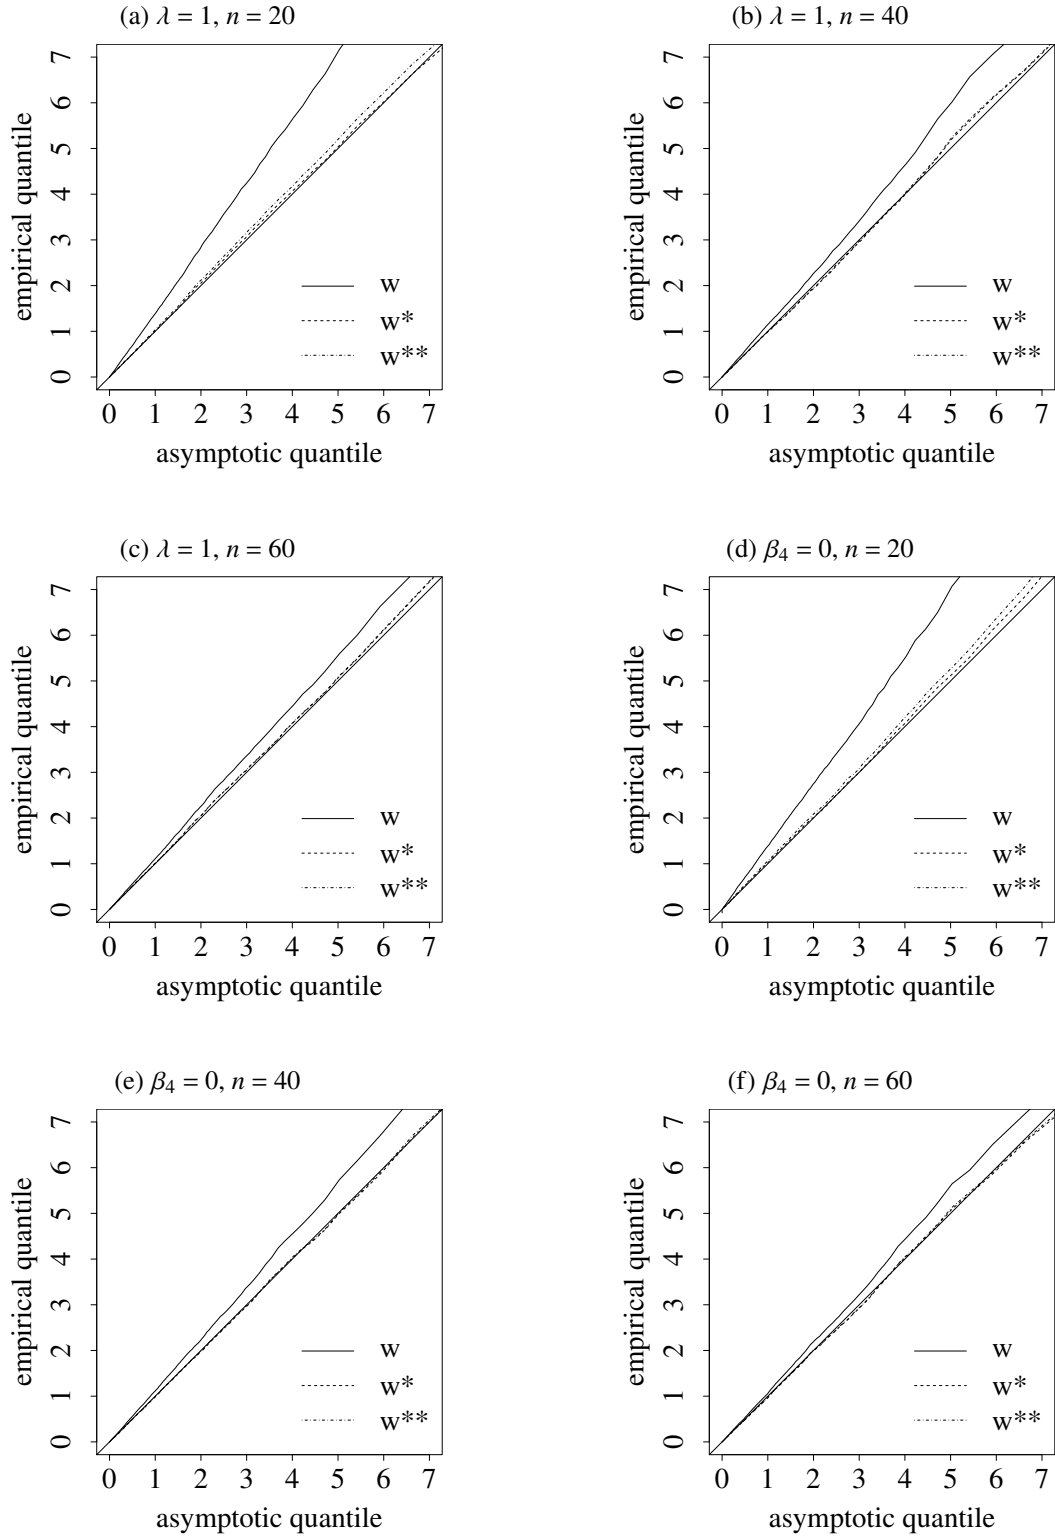 (a) λ = 1, n = 20
7
6
5
4
3
2
1
0
empirical quantile
w
w*
w**
0 1 2 3 4 5 6 7
asymptotic quantile
(b) λ = 1, n = 40
7
6
5
4
3
2
1
0
empirical quantile
w
w*
w**
0 1 2 3 4 5 6 7
asymptotic quantile
(c) λ = 1, n = 60
7
6
5
4
3
2
1
0
empirical quantile
w
w*
w**
0 1 2 3 4 5 6 7
asymptotic quantile
(d) β₄ = 0, n = 20
7
6
5
4
3
2
1
0
empirical quantile
w
w*
w**
0 1 2 3 4 5 6 7
asymptotic quantile
(e) β₄ = 0, n = 40
7
6
5
4
3
2
1
0
empirical quantile
w
w*
w**
0 1 2 3 4 5 6 7
asymptotic quantile
(f) β₄ = 0, n = 60
7
6
5
4
3
2
1
0
empirical quantile
w
w*
w**
0 1 2 3 4 5 6 7
asymptotic quantile